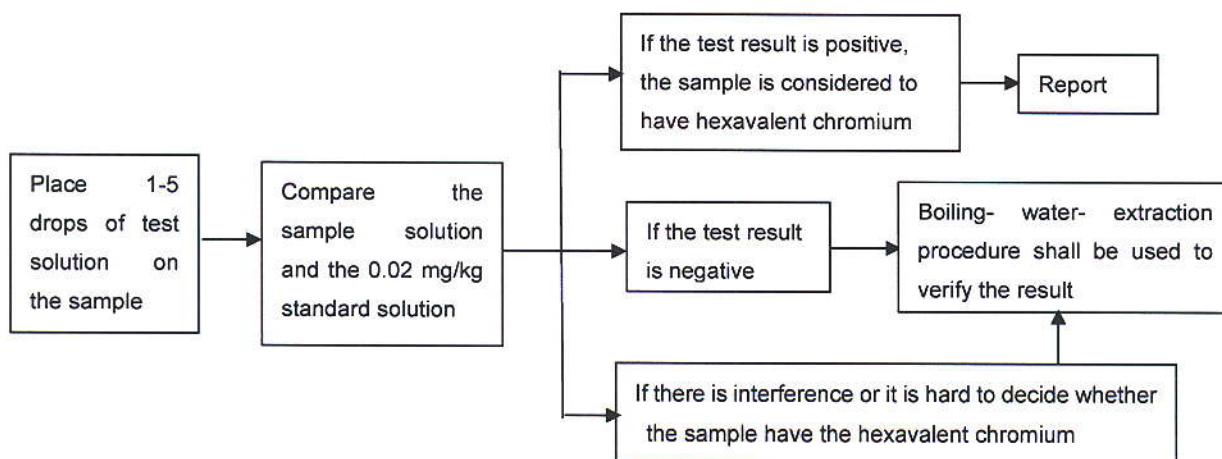 Place 1-5
drops of test
solution on
the sample
Compare the
sample solution
and the 0.02 mg/kg
standard solution
If the test result is positive,
the sample is considered to
have hexavalent chromium
Report
If the test result
is negative
Boiling- water- extraction
procedure shall be used to
verify the result
If there is interference or it is hard to decide whether
the sample have the hexavalent chromium